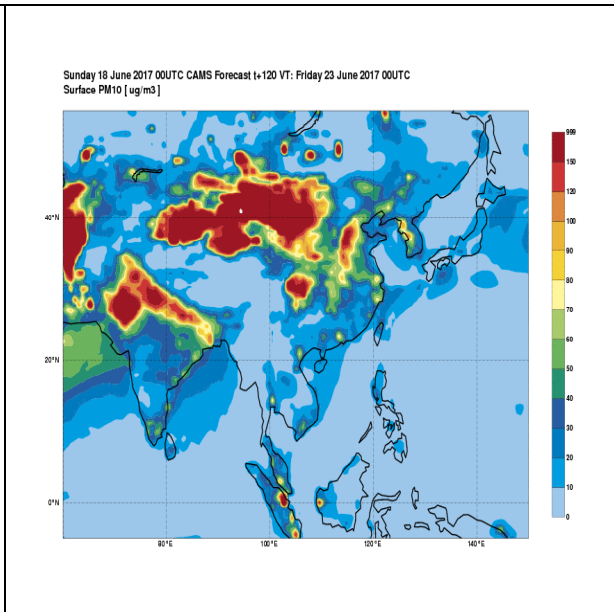 Sunday 18 June 2017 00UTC CAMS Forecast t+120 VT: Friday 23 June 2017 00UTC
Surface PM10 [ ug/m3 ]
999
150
120
100
90
80
70
60
50
40
30
20
10
0
40°N
20°N
0°N
80°E
100°E
120°E
140°E